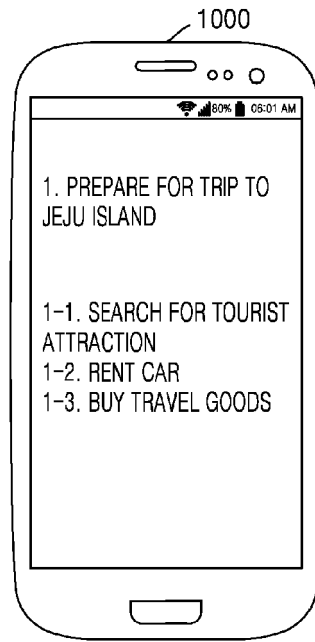 1000
80% 06:01 AM
1. PREPARE FOR TRIP TO
JEJU ISLAND
1-1. SEARCH FOR TOURIST
ATTRACTION
1-2. RENT CAR
1-3. BUY TRAVEL GOODS